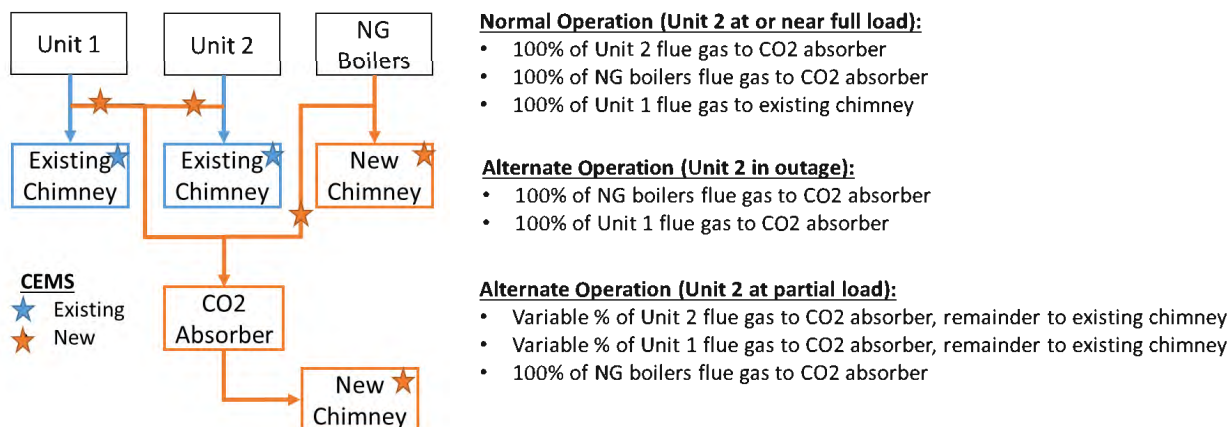 Unit 1
Unit 2
NG
Boilers
Existing
Chimney
Existing
Chimney
New
Chimney
CEMS
Existing
New
CO2
Absorber
New
Chimney
Normal Operation (Unit 2 at or near full load):
• 100% of Unit 2 flue gas to CO2 absorber
• 100% of NG boilers flue gas to CO2 absorber
• 100% of Unit 1 flue gas to existing chimney
Alternate Operation (Unit 2 in outage):
• 100% of NG boilers flue gas to CO2 absorber
• 100% of Unit 1 flue gas to CO2 absorber
Alternate Operation (Unit 2 at partial load):
• Variable % of Unit 2 flue gas to CO2 absorber, remainder to existing chimney
• Variable % of Unit 1 flue gas to CO2 absorber, remainder to existing chimney
• 100% of NG boilers flue gas to CO2 absorber